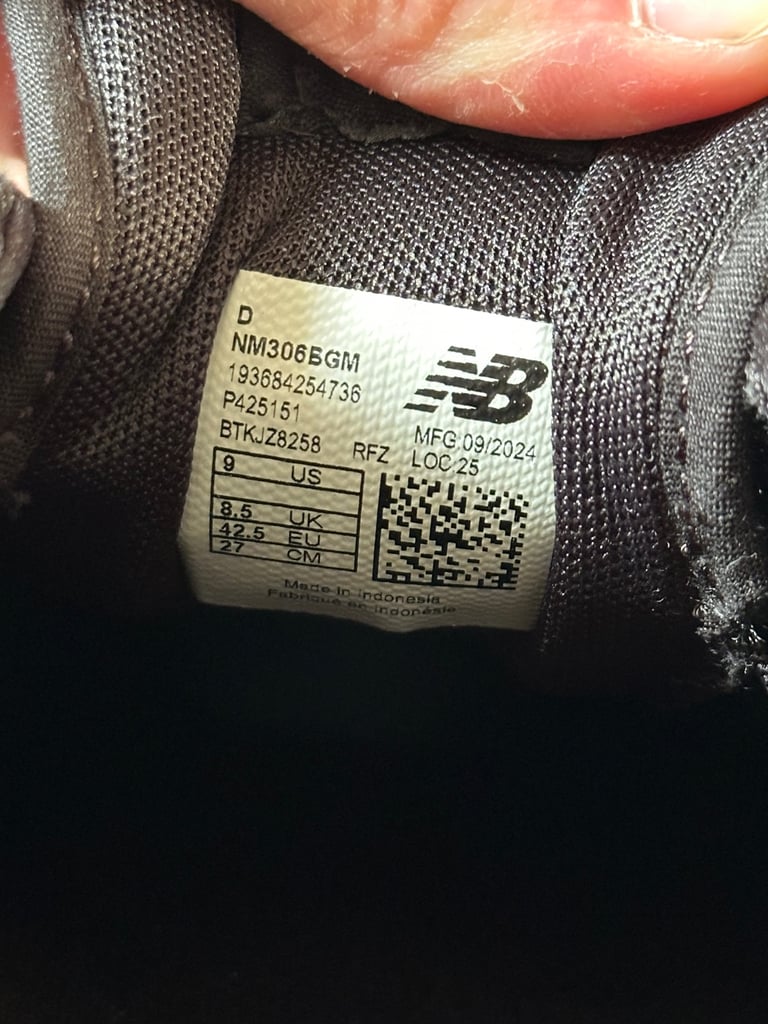 D
NM306BGM
193684254736
P425151
BTKJZ8258
RFZ
NB
MFG 09/2024
LOC 25
9 US
8.5 UK
42.5 EU
27 CM
Made in Indonesia
Fabriqué en Indonésie